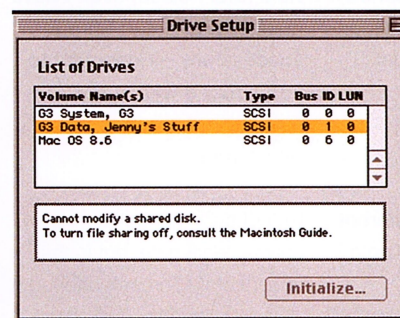 Drive Setup
List of Drives
Volume Name(s) Type Bus ID LUN
G3 System, G3 SCSI 0 0 0
G3 Data, Jenny's Stuff SCSI 0 1 0
Mac OS 8.6 SCSI 0 6 0
Cannot modify a shared disk.
To turn file sharing off, consult the Macintosh Guide.
Initialize...